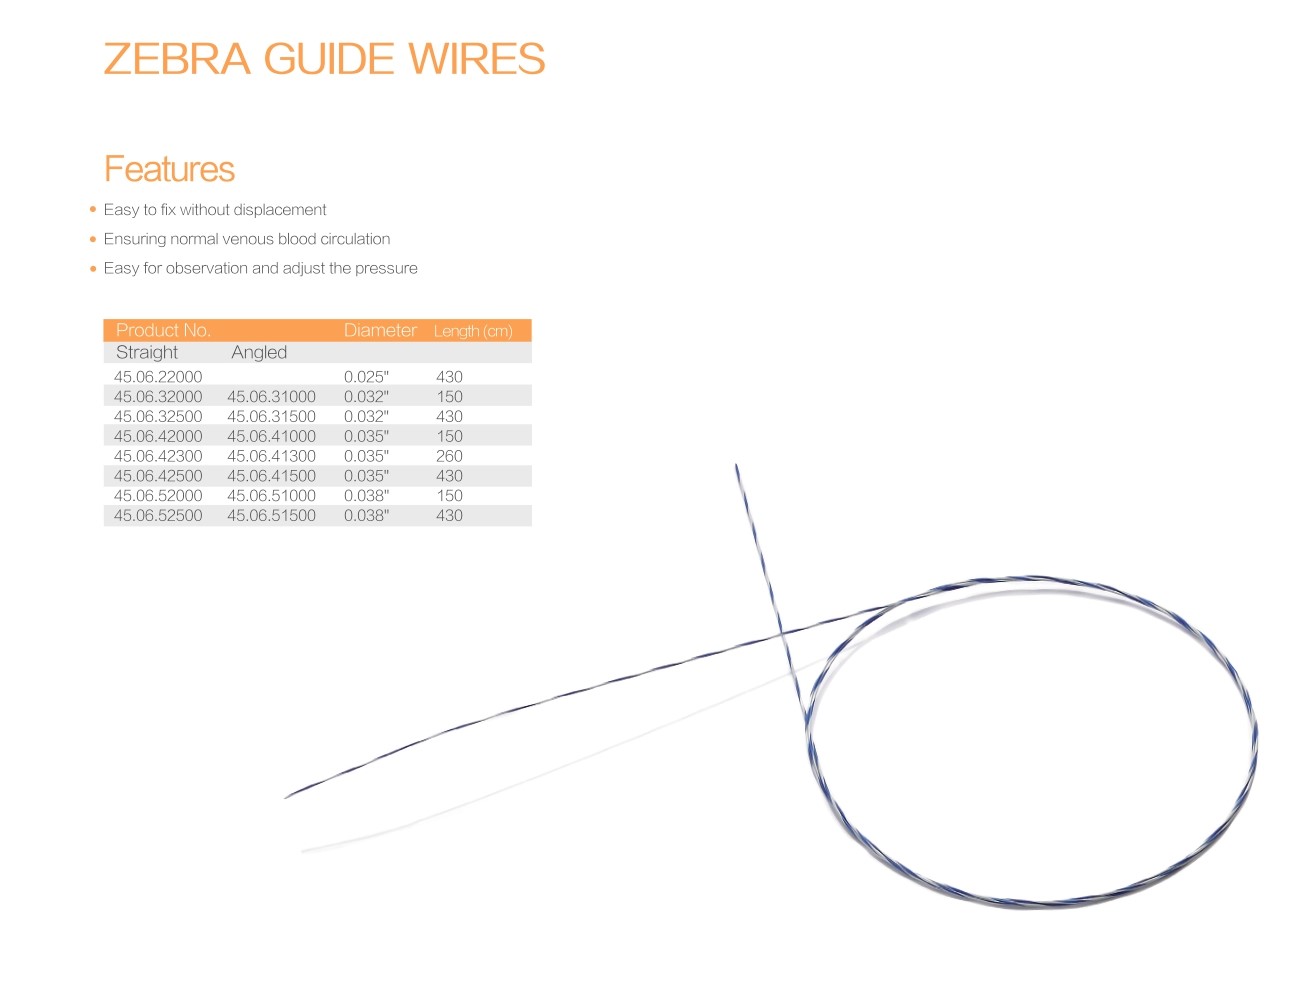 ZEBRA GUIDE WIRES
Features
• Easy to fix without displacement
• Ensuring normal venous blood circulation
• Easy for observation and adjust the pressure
Product No. Diameter Length (cm)
Straight Angled
45.06.22000 0.025" 430
45.06.32000 45.06.31000 0.032" 150
45.06.32500 45.06.31500 0.032" 430
45.06.42000 45.06.41000 0.035" 150
45.06.42300 45.06.41300 0.035" 260
45.06.42500 45.06.41500 0.035" 430
45.06.52000 45.06.51000 0.038" 150
45.06.52500 45.06.51500 0.038" 430